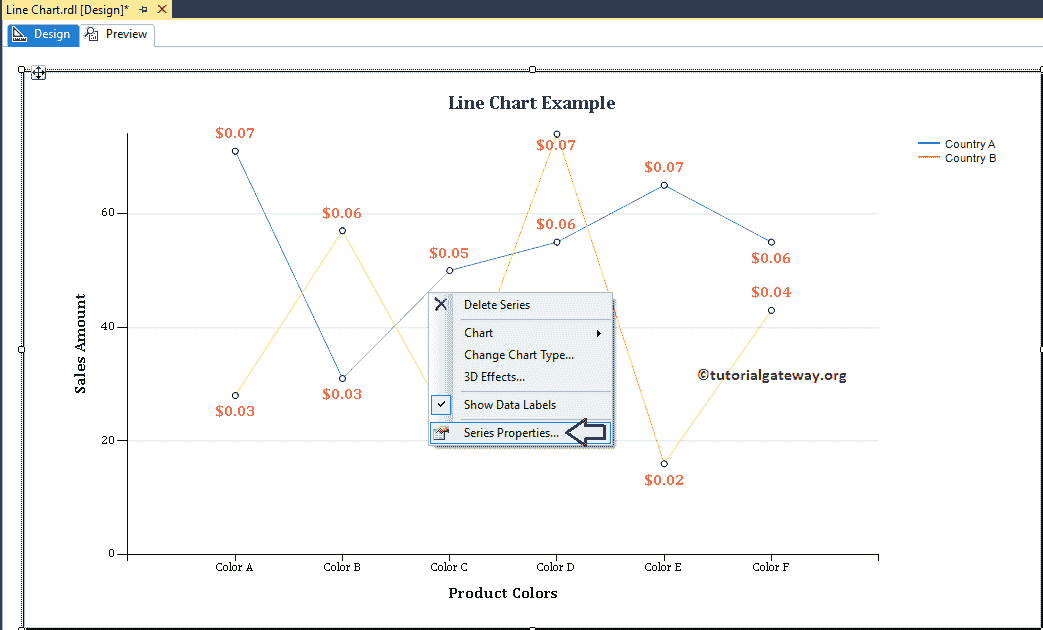 Line Chart.rdl [Design]*
Design Preview
Line Chart Example
$0.07
$0.07
Country A
Country B
$0.07
60
$0.06
$0.06
$0.05
$0.06
$0.04
Delete Series
Chart
40
Change Chart Type...
3D Effects...
©tutorialgateway.org
Sales Amount
$0.03
Show Data Labels
$0.03
Series Properties...
20
$0.02
0
Color A Color B Color C Color D Color E Color F
Product Colors